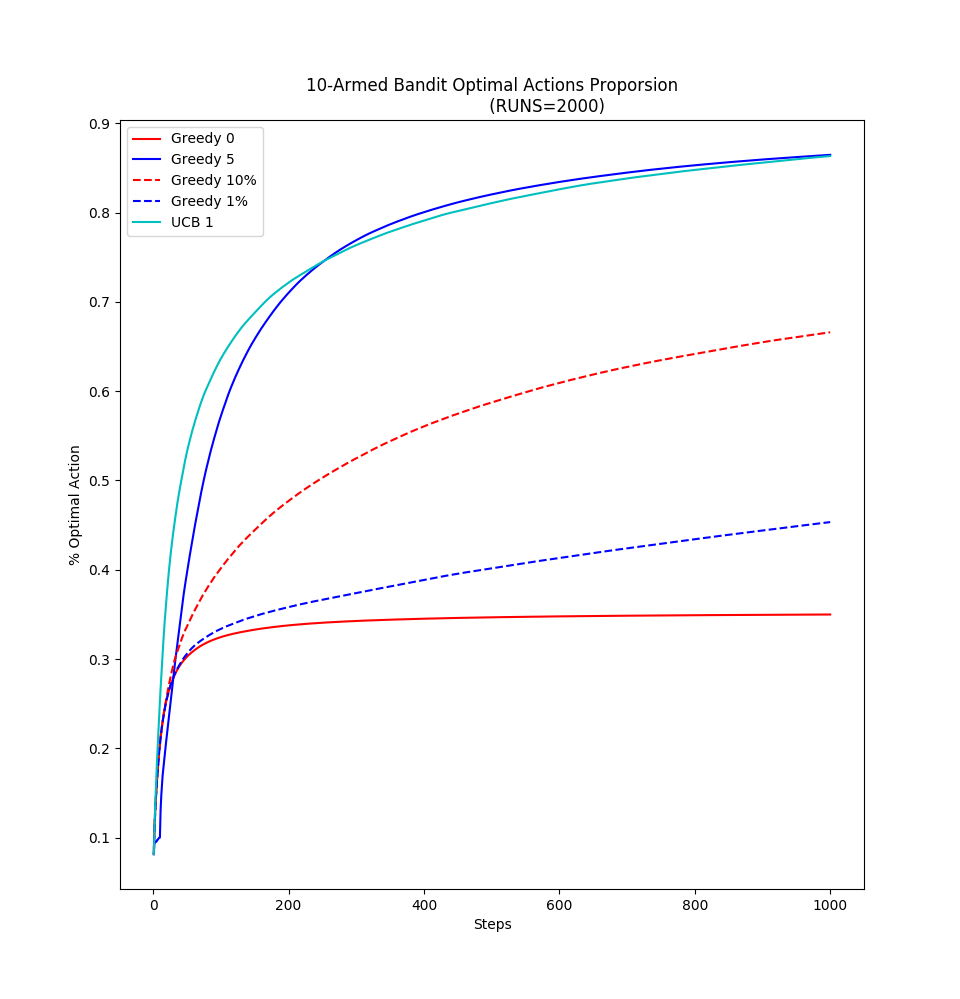 10-Armed Bandit Optimal Actions Proporsion
(RUNS=2000)
Greedy 0
Greedy 5
Greedy 10%
Greedy 1%
UCB 1
% Optimal Action
0.9
0.8
0.7
0.6
0.5
0.4
0.3
0.2
0.1
0 200 400 600 800 1000
Steps